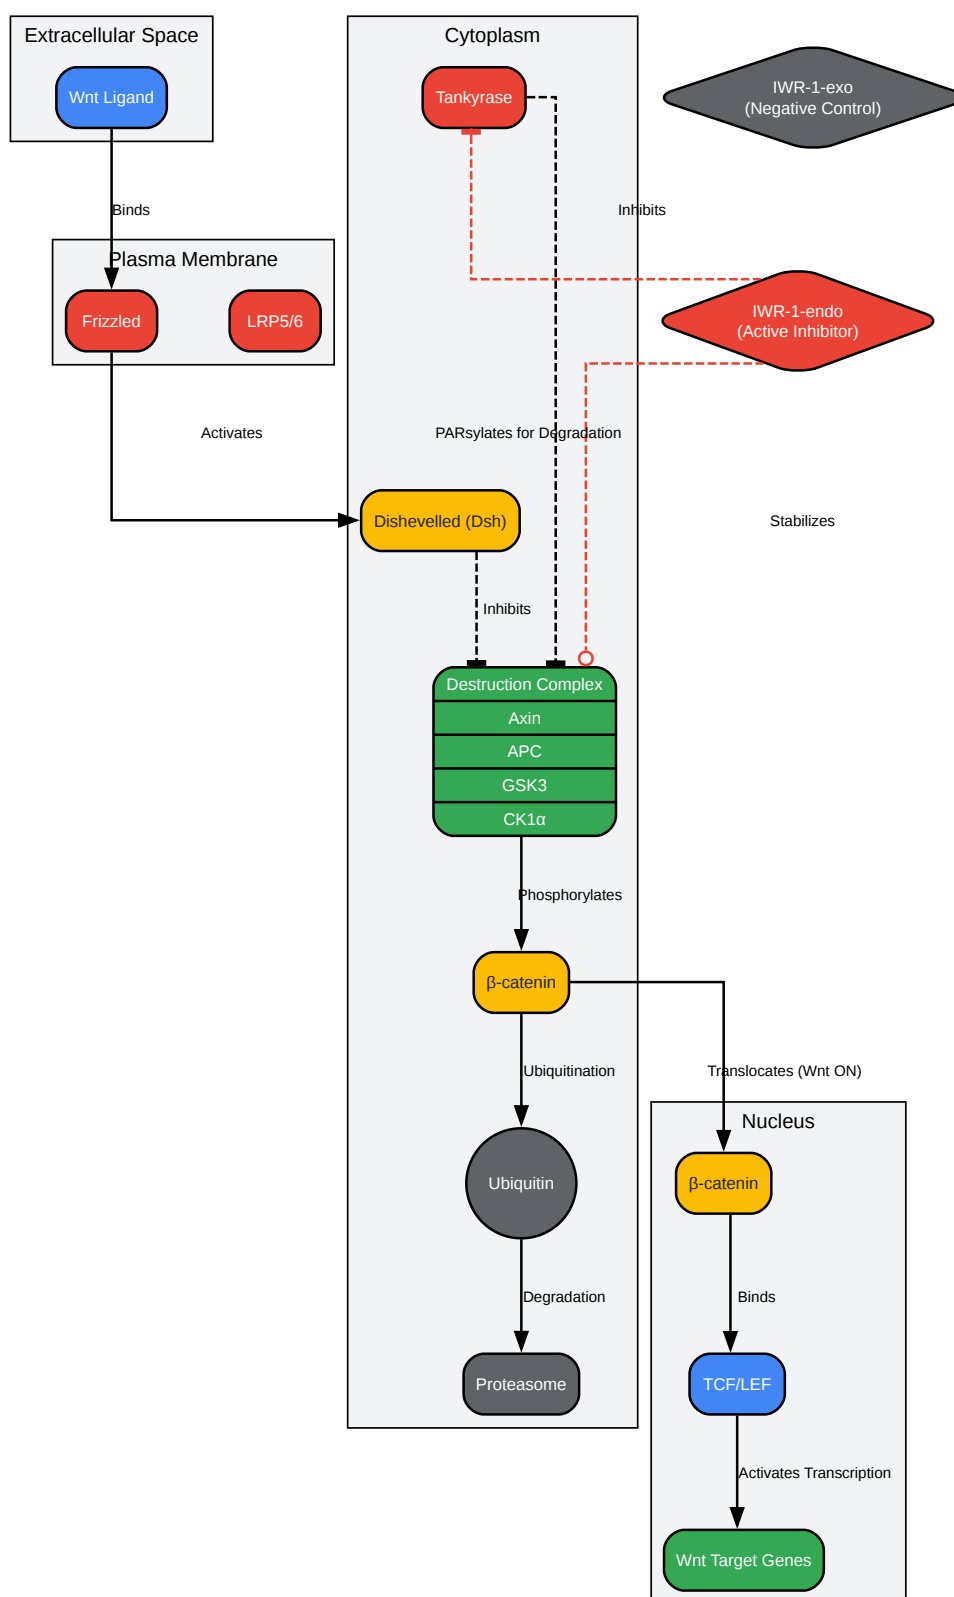 Extracellular Space
Cytoplasm
Wnt Ligand
Tankyrase
IWR-1-exo
(Negative Control)
Binds
Inhibits
Plasma Membrane
Frizzled
LRP5/6
IWR-1-endo
(Active Inhibitor)
Activates
PARsylates for Degradation
Dishevelled (Dsh)
Stabilizes
Inhibits
Destruction Complex
Axin
APC
GSK3
CK1α
Phosphorylates
β-catenin
Ubiquitination
Translocates (Wnt ON)
Nucleus
Ubiquitin
β-catenin
Degradation
Binds
Proteasome
TCF/LEF
Activates Transcription
Wnt Target Genes